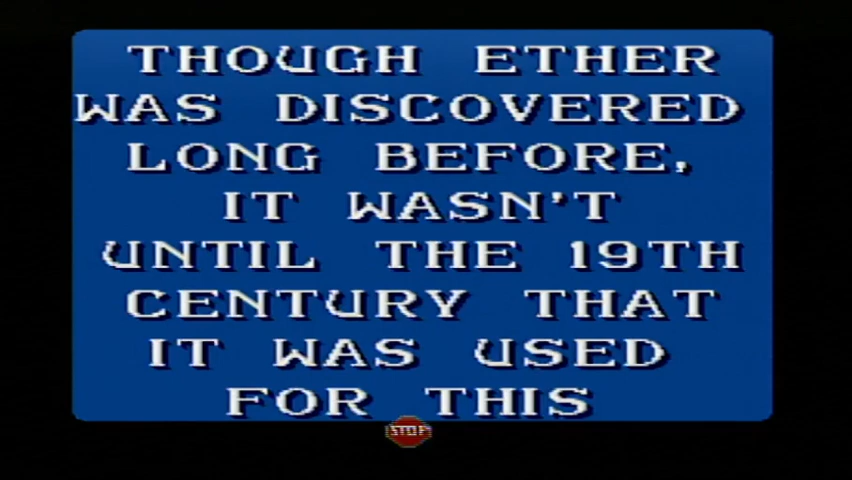 THOUGH ETHER
WAS DISCOVERED
LONG BEFORE,
IT WASN'T
UNTIL THE 19TH
CENTURY THAT
IT WAS USED
FOR THIS
STOP